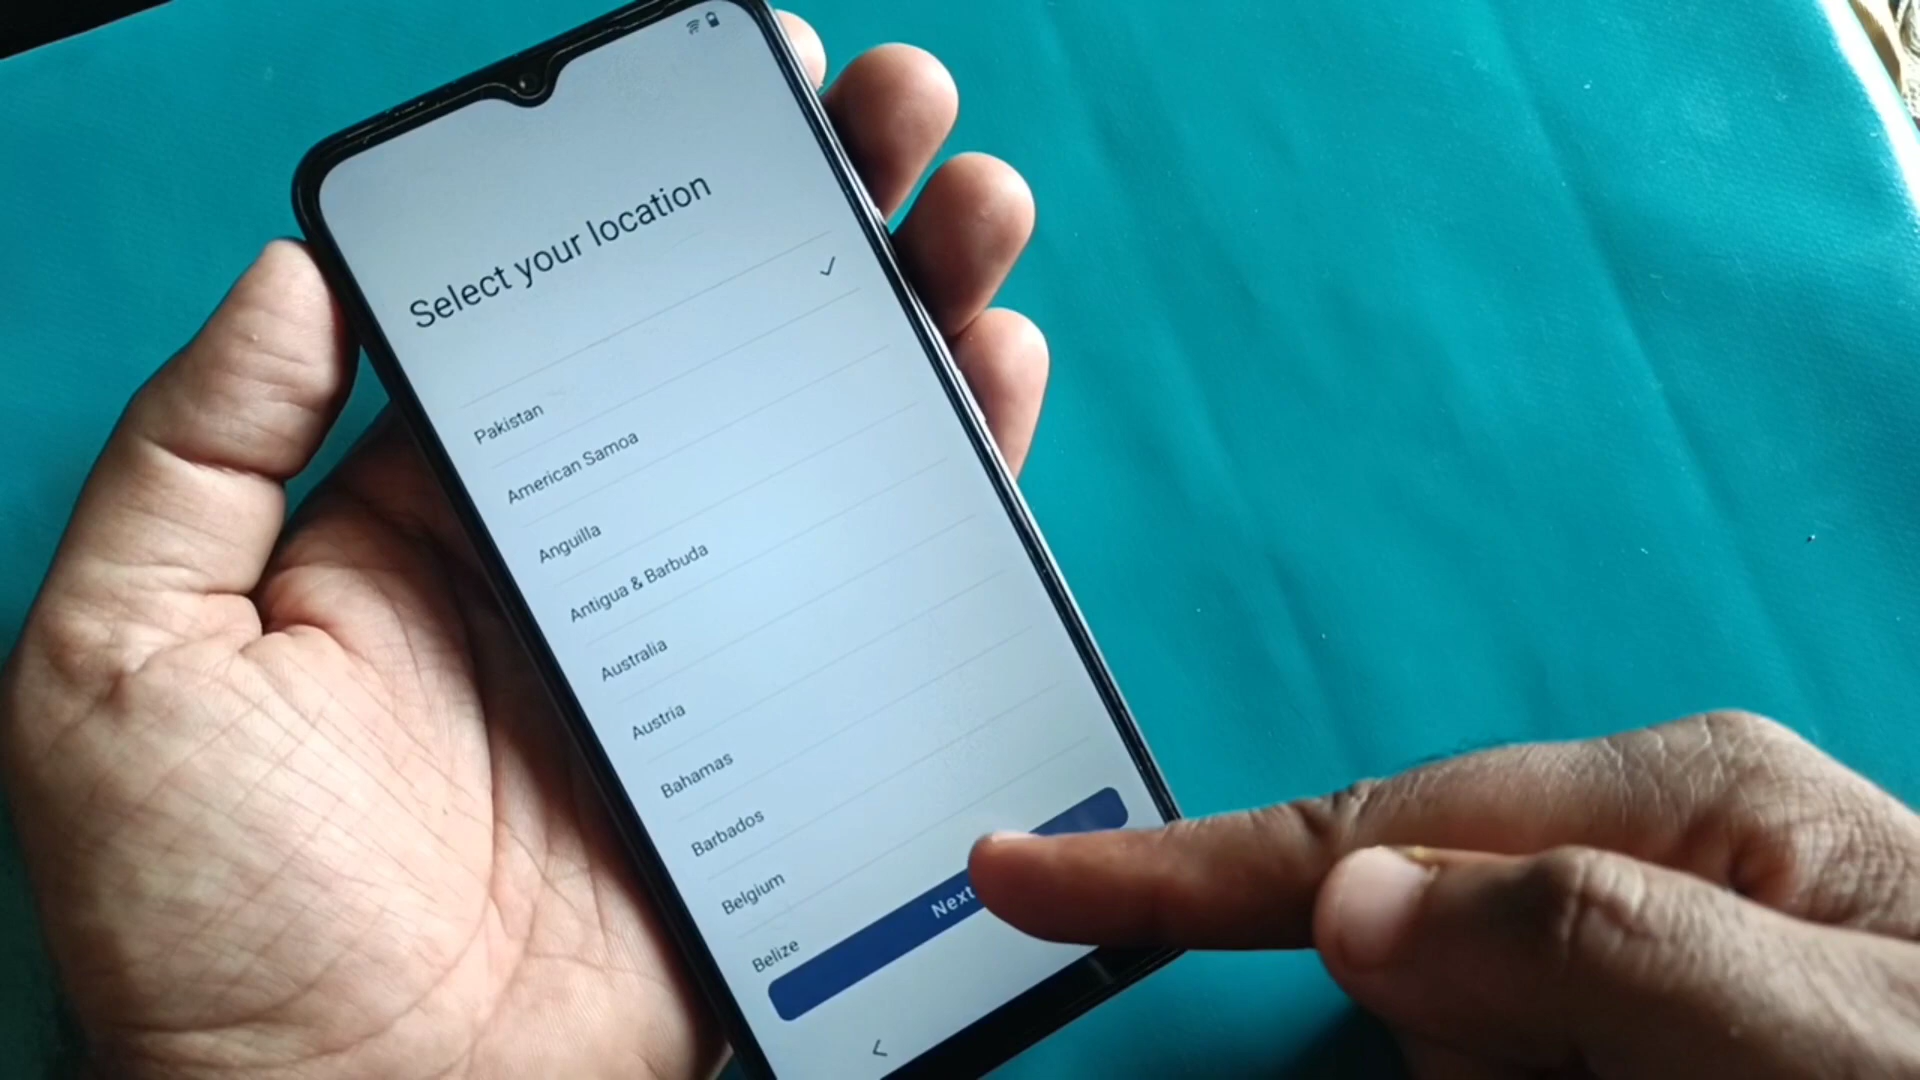 Select your location
Pakistan
American Samoa
Anguilla
Antigua & Barbuda
Australia
Austria
Bahamas
Barbados
Belgium
Belize
Next